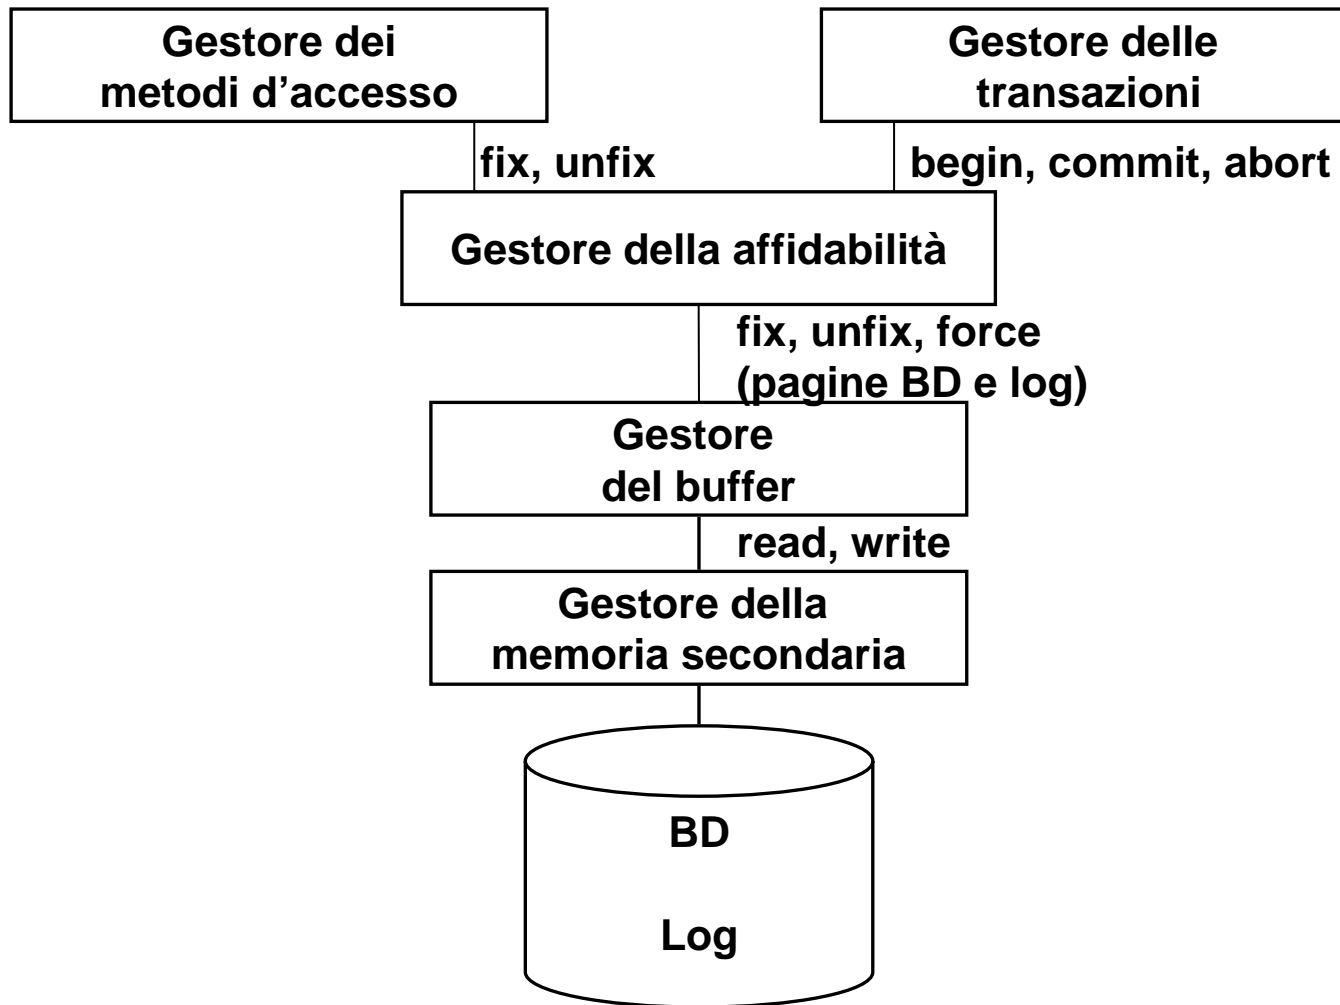 Gestore dei
metodi d'accesso
Gestore delle
transazioni
fix, unfix
begin, commit, abort
Gestore della affidabilità
fix, unfix, force
(pagine BD e log)
Gestore
del buffer
read, write
Gestore della
memoria secondaria
BD
Log